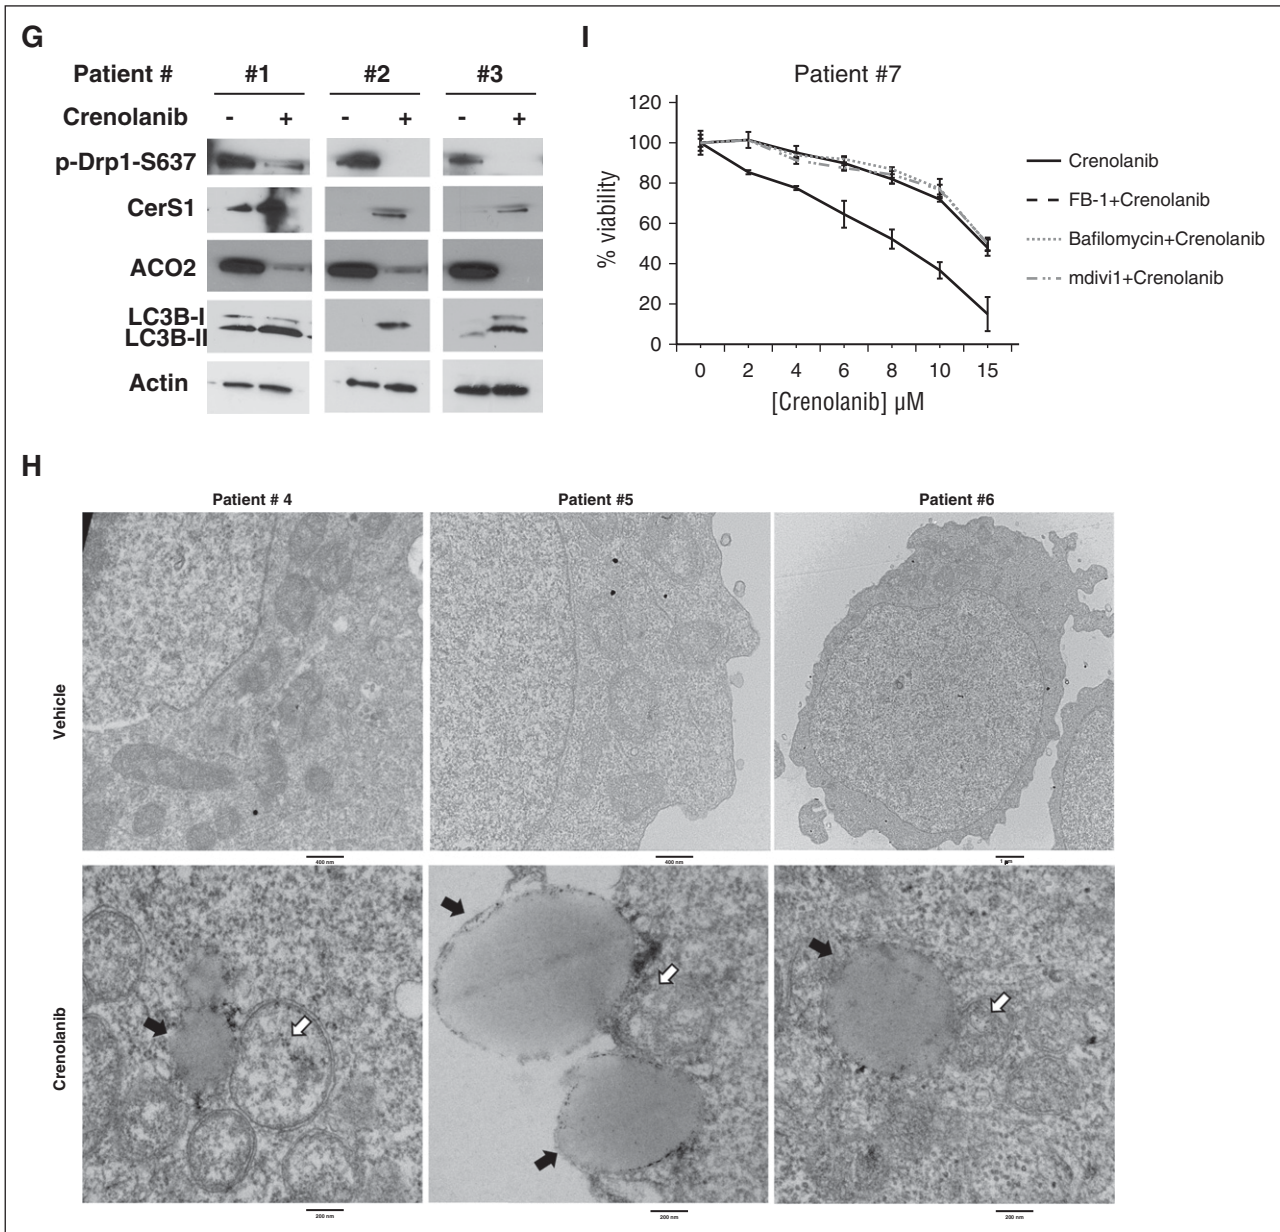 G
Patient # #1 #2 #3
Crenolanib - + - + - +
p-Drp1-S637
CerS1
ACO2
LC3B-I
LC3B-II
Actin
I
Patient #7
% viability
120
100
80
60
40
20
0
0 2 4 6 8 10 15
[Crenolanib] µM
Crenolanib
FB-1+Crenolanib
Bafilomycin+Crenolanib
mdivi1+Crenolanib
H
Patient # 4 Patient #5 Patient #6
Vehicle
400 nm 400 nm
Crenolanib
200 nm 200 nm 200 nm